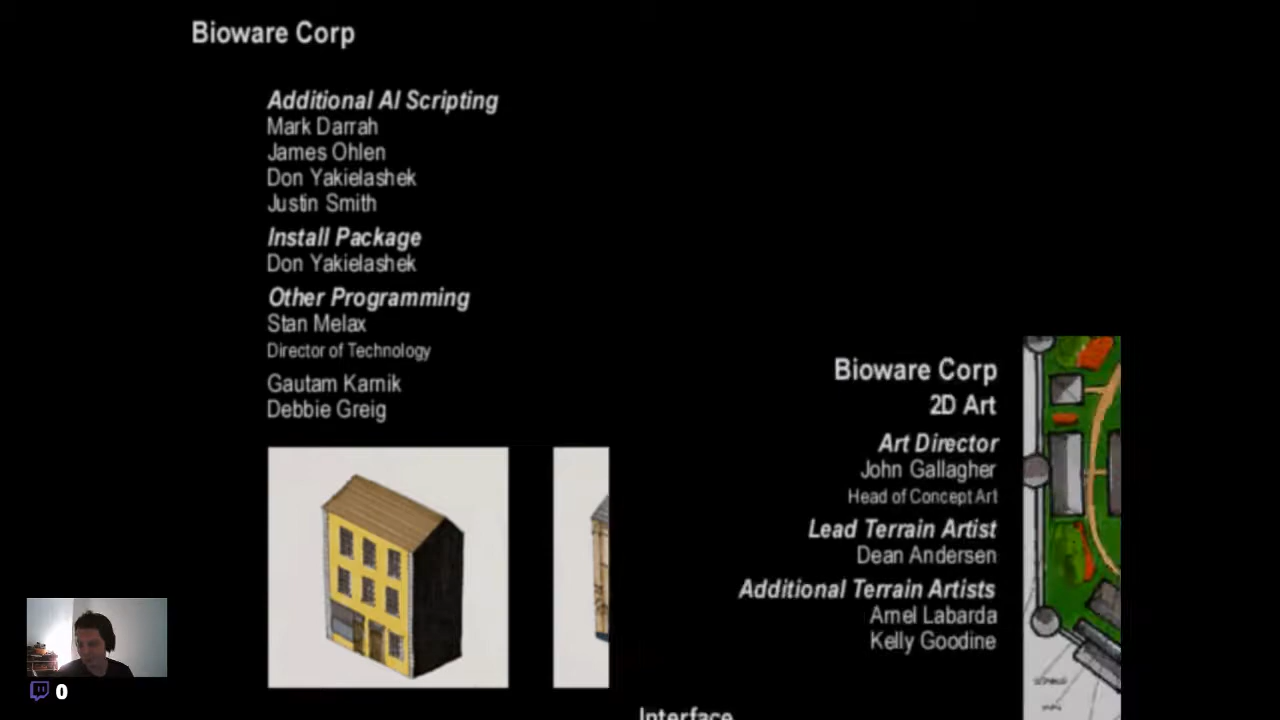 Bioware Corp
Additional AI Scripting
Mark Darrah
James Ohlen
Don Yakielashek
Justin Smith
Install Package
Don Yakielashek
Other Programming
Stan Melax
Director of Technology
Gautam Karnik
Debbie Greig
Bioware Corp
2D Art
Art Director
John Gallagher
Head of Concept Art
Lead Terrain Artist
Dean Andersen
Additional Terrain Artists
Arnel Labarda
Kelly Goodine
Interface
0